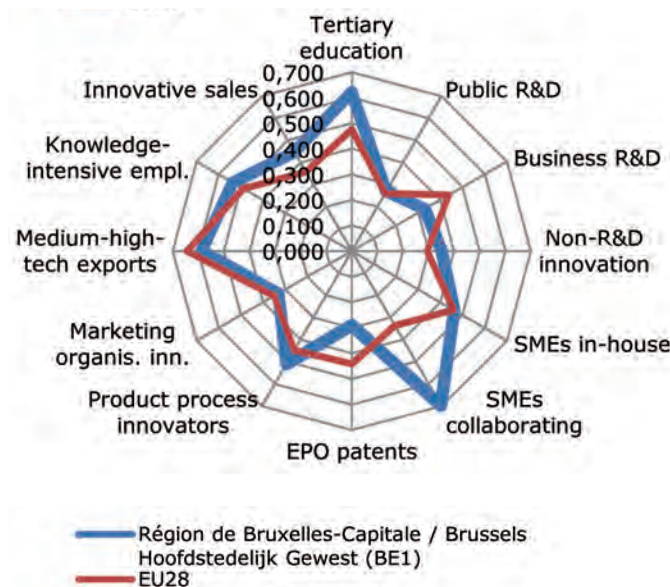 Tertiary
education
0,700
0,600
0,500
0,400
0,300
0,200
0,100
0,000
Public R&D
Business R&D
Non-R&D
innovation
SMEs in-house
SMEs
collaborating
EPO patents
Product process
innovators
Marketing
organis. inn.
Medium-high-
tech exports
Knowledge-
intensive empl.
Innovative sales
Région de Bruxelles-Capitale / Brussels
Hoofdstedelijk Gewest (BE1)
EU28